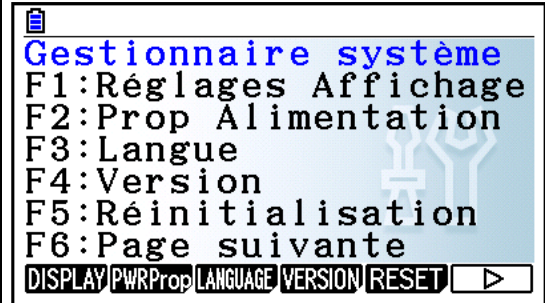 Gestionnaire système
F1:Réglages Affichage
F2:Prop Alimentation
F3:Langue
F4:Version
F5:Réinitialisation
F6:Page suivante
DISPLAY PWRProp LANGUAGE VERSION RESET